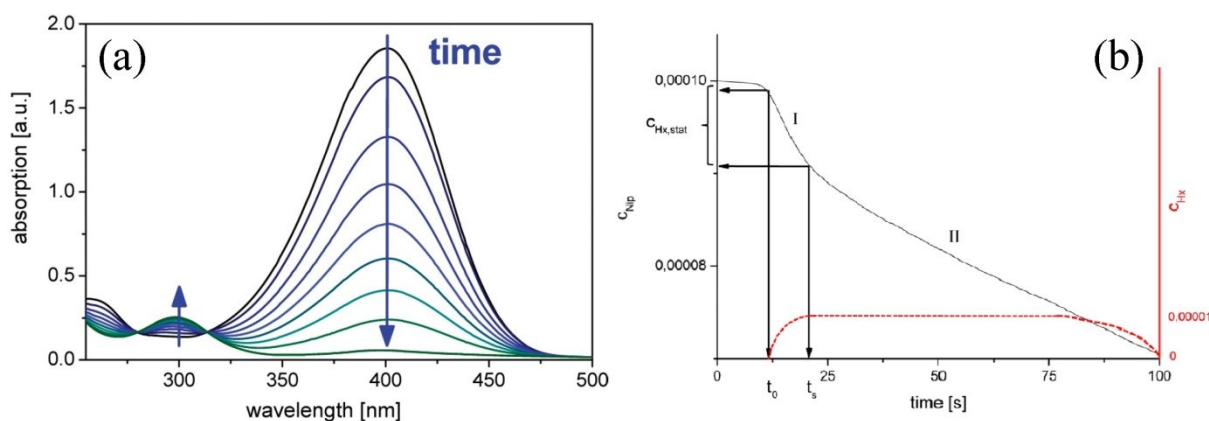 (a)
time
2.0
1.5
1.0
0.5
0.0
absorption [a.u.]
300 350 400 450 500
wavelength [nm]
(b)
0,00010
c_Hx,stat
0,00008
c_Nip
I
II
c_Hx
0,00001
0
0 t_0 t_s 25 50 75 100
time [s]